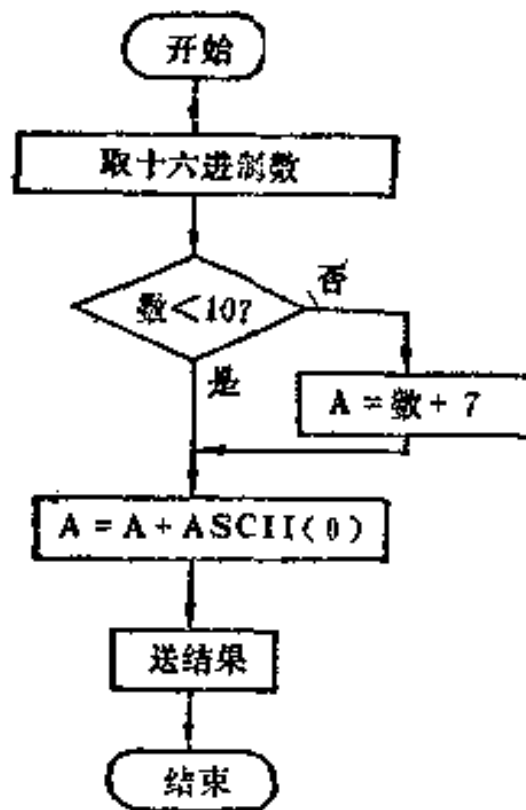 开始
取十六进制数
数＜10?
否
是
A = 数 + 7
A = A + ASCII(0)
送结果
结束